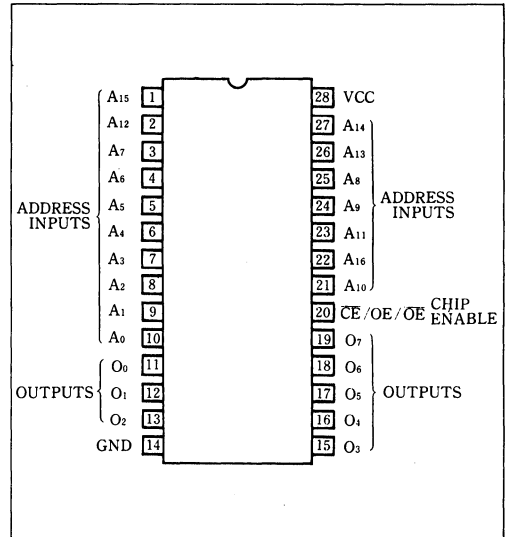 A15 1 28 VCC
A12 2 27 A14
A7 3 26 A13
A6 4 25 A8
A5 5 24 A9
A4 6 23 A11
A3 7 22 A16
A2 8 21 A10
A1 9 20 C̅E̅/OE/O̅E̅ CHIP ENABLE
A0 10 19 O7
O0 11 18 O6
O1 12 17 O5
O2 13 16 O4
GND 14 15 O3
ADDRESS
INPUTS
OUTPUTS
ADDRESS
INPUTS
OUTPUTS